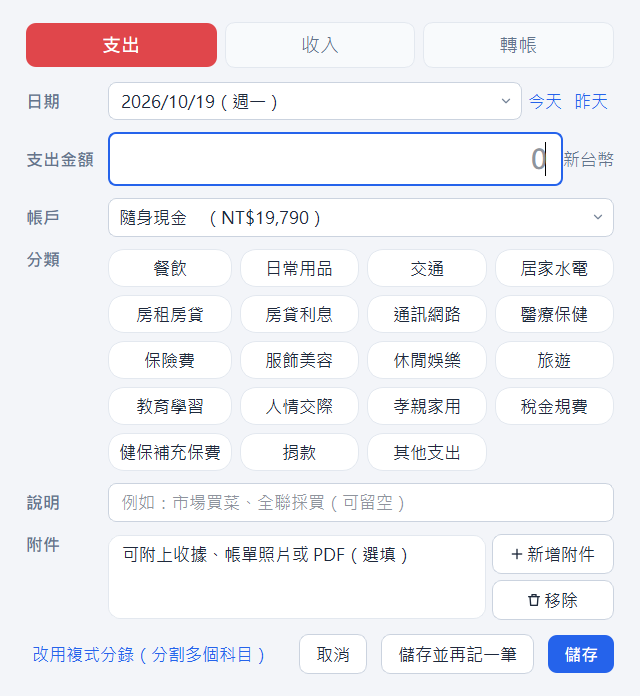 支出 收入 轉帳
日期 2026/10/19（週一） 今天 昨天
支出金額 0 新台幣
帳戶 隨身現金 （NT$19,790）
分類 餐飲 日常用品 交通 居家水電
房租房貸 房貸利息 通訊網路 醫療保健
保險費 服飾美容 休閒娛樂 旅遊
教育學習 人情交際 孝親家用 稅金規費
健保補充保費 捐款 其他支出
說明 例如：市場買菜、全聯採買（可留空）
附件 可附上收據、帳單照片或 PDF（選填） ＋新增附件
移除
改用複式分錄（分割多個科目） 取消 儲存並再記一筆 儲存